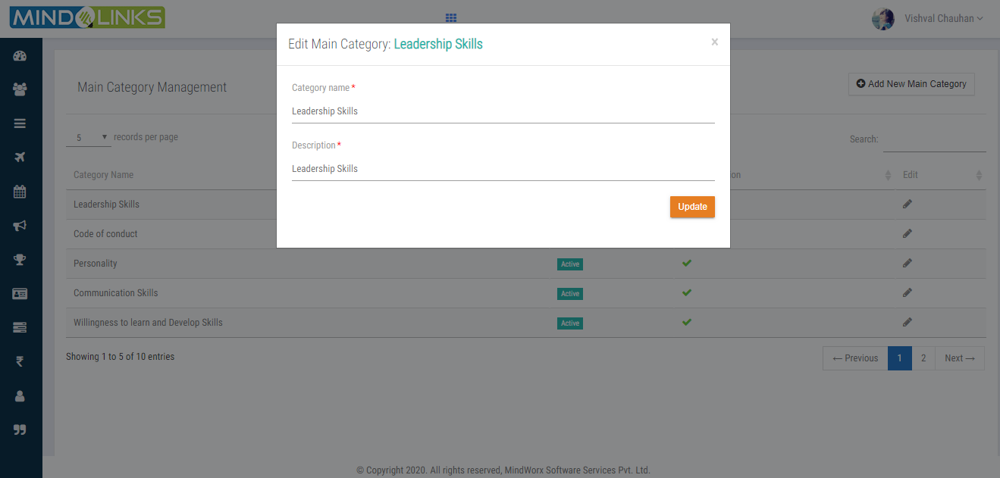 MINDLINKS
Vishval Chauhan
Edit Main Category: Leadership Skills ×
Main Category Management
Add New Main Category
Category name *
Leadership Skills
5 records per page
Search:
Description *
Leadership Skills
Category Name
ion
Edit
Update
Leadership Skills
Code of conduct
Personality Active
Communication Skills Active
Willingness to learn and Develop Skills Active
Showing 1 to 5 of 10 entries
← Previous 1 2 Next →
© Copyright 2020. All rights reserved, MindWorx Software Services Pvt. Ltd.